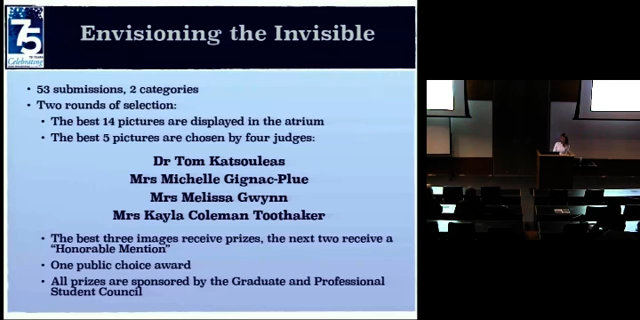 75
75 YEARS
Celebrating
Envisioning the Invisible
• 53 submissions, 2 categories
• Two rounds of selection:
• The best 14 pictures are displayed in the atrium
• The best 5 pictures are chosen by four judges:
Dr Tom Katsouleas
Mrs Michelle Gignac-Plue
Mrs Melissa Gwynn
Mrs Kayla Coleman Toothaker
• The best three images receive prizes, the next two receive a
“Honorable Mention”
• One public choice award
• All prizes are sponsored by the Graduate and Professional
Student Council